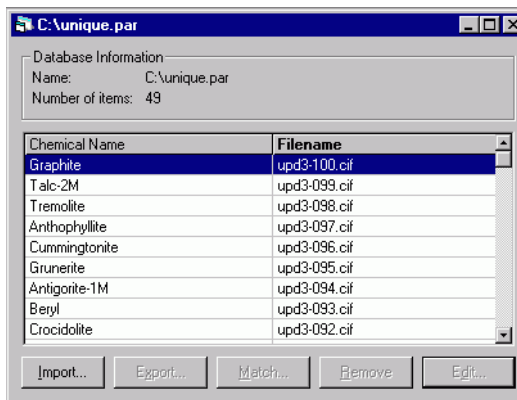 C:\unique.par
Database Information
Name: C:\unique.par
Number of items: 49
Chemical Name Filename
Graphite upd3-100.cif
Talc-2M upd3-099.cif
Tremolite upd3-098.cif
Anthophyllite upd3-097.cif
Cummingtonite upd3-096.cif
Grunerite upd3-095.cif
Antigorite-1M upd3-094.cif
Beryl upd3-093.cif
Crocidolite upd3-092.cif
Import... Export... Match... Remove Edit...